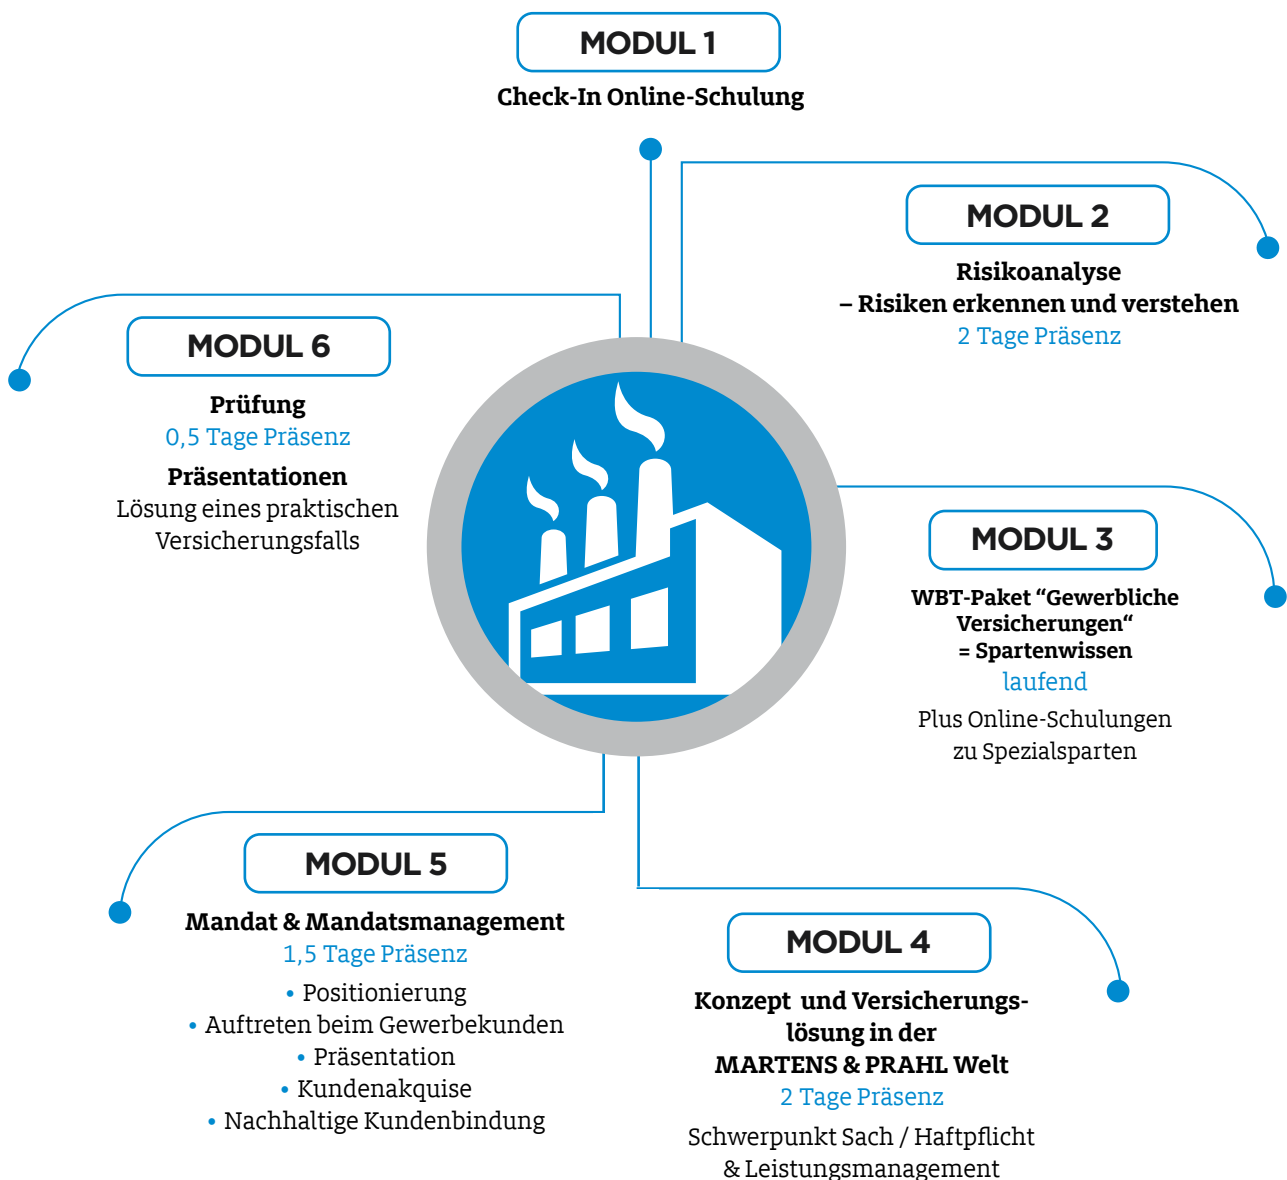 MODUL 1
Check-In Online-Schulung
MODUL 2
Risikoanalyse
– Risiken erkennen und verstehen
2 Tage Präsenz
MODUL 3
WBT-Paket “Gewerbliche
Versicherungen“
= Spartenwissen
laufend
Plus Online-Schulungen
zu Spezialsparten
MODUL 4
Konzept und Versicherungs-
lösung in der
MARTENS & PRAHL Welt
2 Tage Präsenz
Schwerpunkt Sach / Haftpflicht
& Leistungsmanagement
MODUL 5
Mandat & Mandatsmanagement
1,5 Tage Präsenz
• Positionierung
• Auftreten beim Gewerbekunden
• Präsentation
• Kundenakquise
• Nachhaltige Kundenbindung
MODUL 6
Prüfung
0,5 Tage Präsenz
Präsentationen
Lösung eines praktischen
Versicherungsfalls